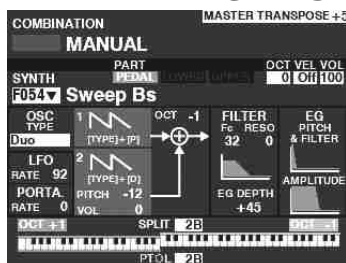 COMBINATION
MASTER TRANSPOSE +5
MANUAL
PART
OCT VEL VOL
SYNTH PEDAL LOWER UPPER 0 Off 100
F054▼ Sweep Bs
OSC TYPE
Duo
1 [TYPE]+[P]
OCT -1
FILTER
Fc RESO
32 0
EG PITCH & FILTER
LFO
RATE 92
2 [TYPE]+[O]
PITCH -12
VOL 0
PORTA.
RATE 0
EG DEPTH
+45
AMPLITUDE
OCT +1 SPLIT 2B OCT -1
PTOL 2B